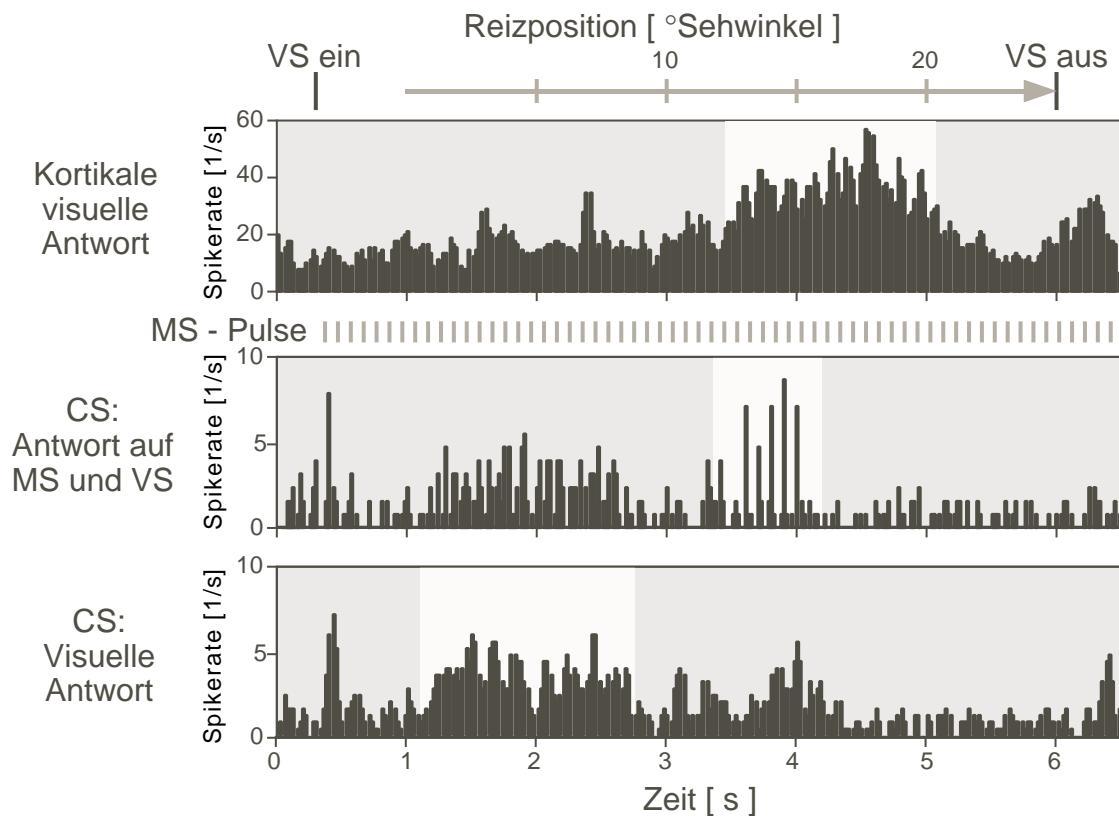 Reizposition [ °Sehwinkel ]
VS ein
10
20
VS aus
Kortikale
visuelle
Antwort
Spikerate [1/s]
60
40
20
0
MS - Pulse
CS:
Antwort auf
MS und VS
Spikerate [1/s]
10
5
0
CS:
Visuelle
Antwort
Spikerate [1/s]
10
5
0
0 1 2 3 4 5 6
Zeit [ s ]